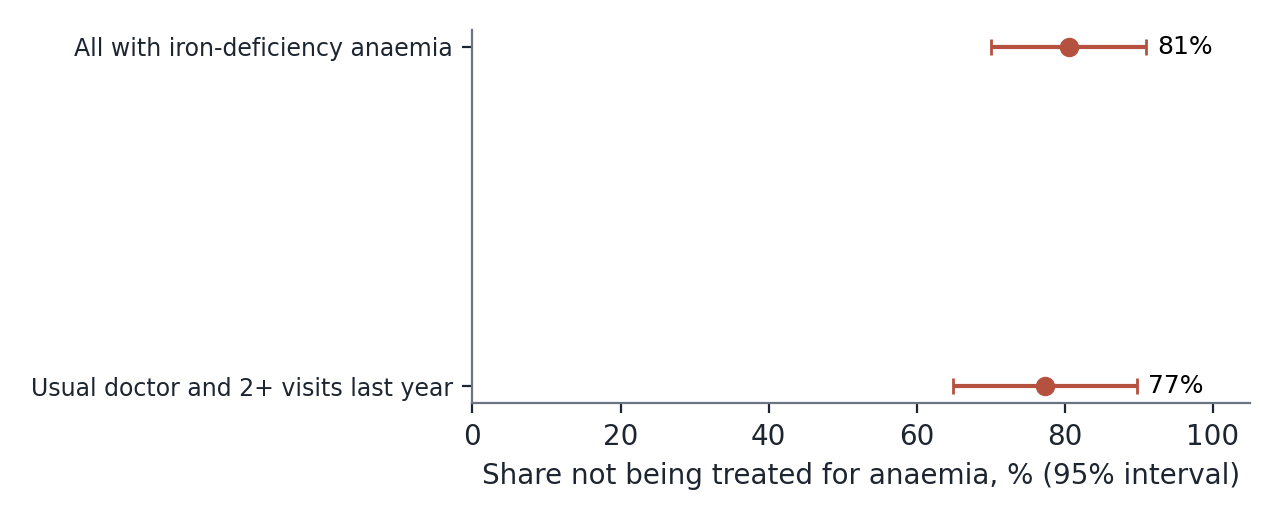 All with iron-deficiency anaemia
81%
Usual doctor and 2+ visits last year
77%
0 20 40 60 80 100
Share not being treated for anaemia, % (95% interval)